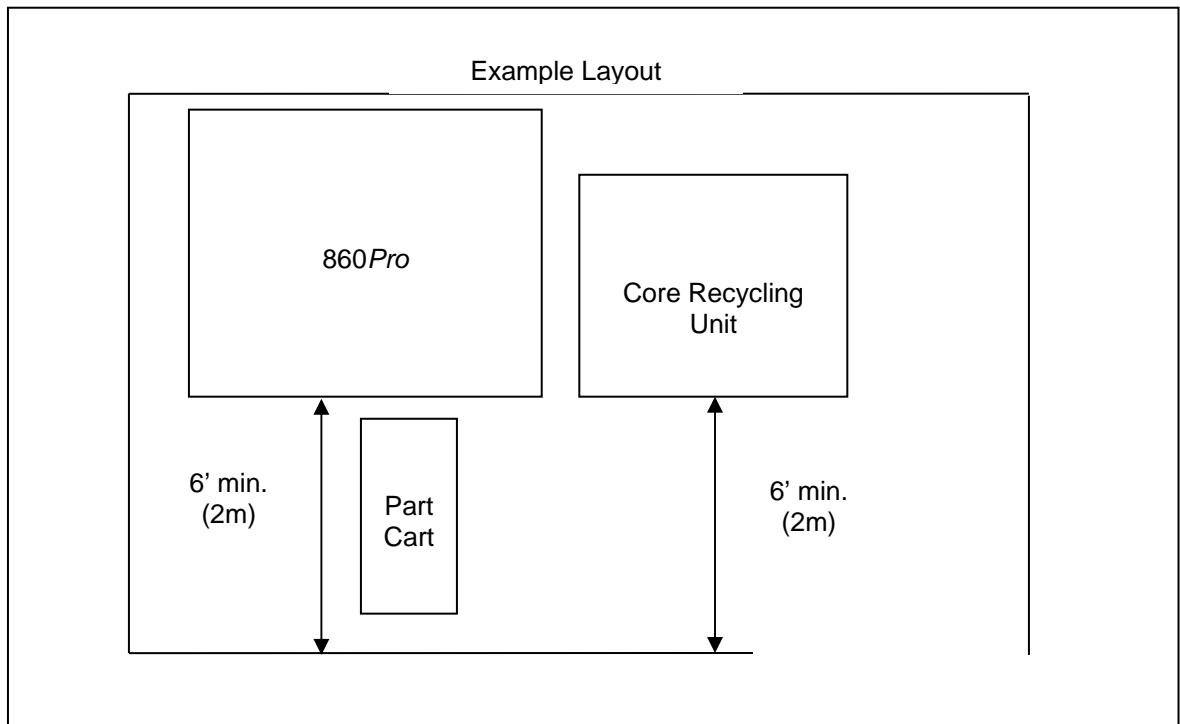 Example Layout
860Pro
Core Recycling
Unit
6’ min.
(2m)
Part
Cart
6’ min.
(2m)